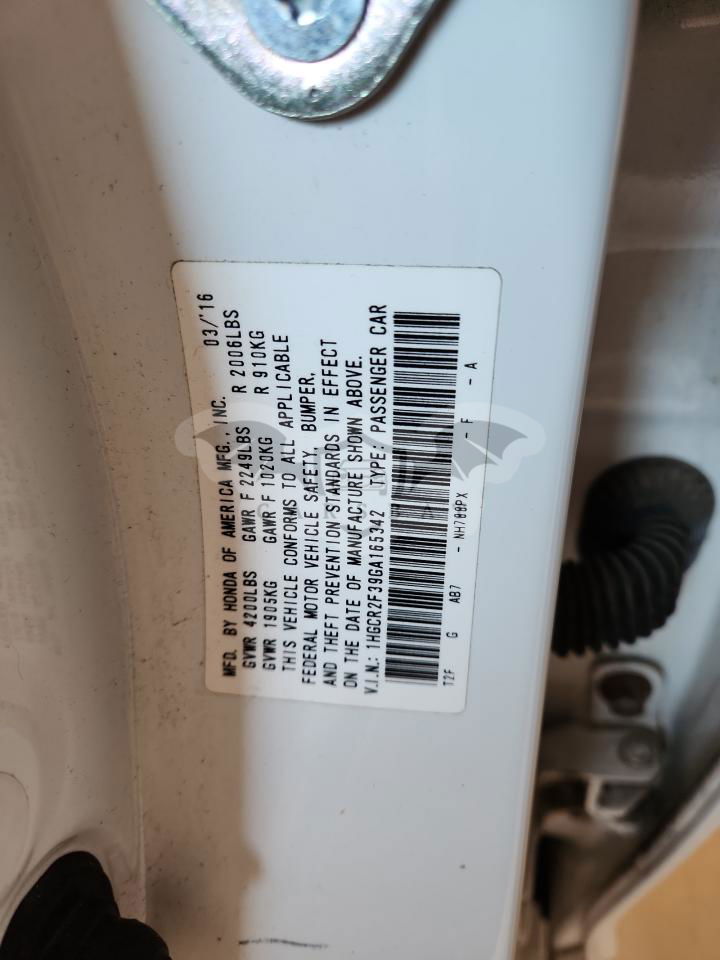 MFD. BY HONDA OF AMERICA MFG., INC. 03/'16
GVWR 4200LBS GAWR F 2249LBS R 2006LBS
GVWR 1905KG GAWR F 1020KG R 910KG
THIS VEHICLE CONFORMS TO ALL APPLICABLE
FEDERAL MOTOR VEHICLE SAFETY, BUMPER,
AND THEFT PREVENTION STANDARDS IN EFFECT
ON THE DATE OF MANUFACTURE SHOWN ABOVE.
V.I.N.: 1HGCR2F39GA165342 TYPE: PASSENGER CAR
T2F G AB7 - NH788PX - F - A